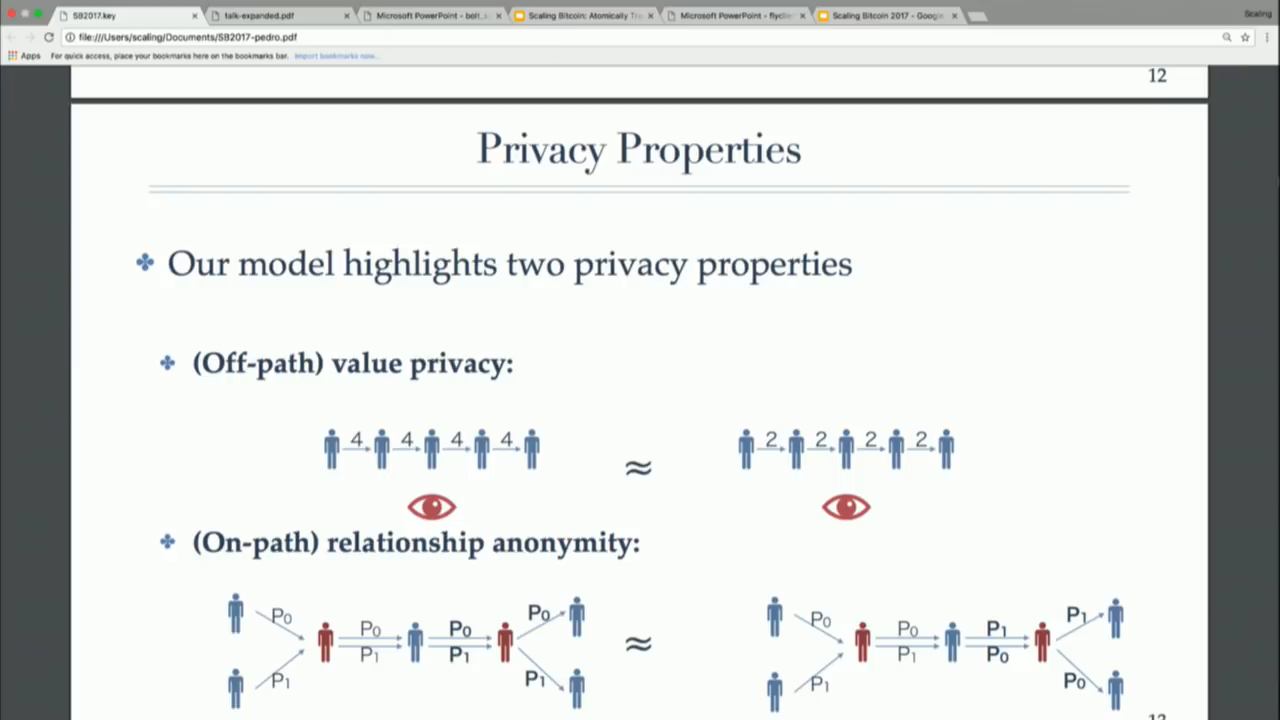 SB2017.key
talk-expanded.pdf
Microsoft PowerPoint - bolt_s
Scaling Bitcoin: Atomically Tra
Microsoft PowerPoint - flyclie
Scaling Bitcoin 2017 - Google
Scaling
file:///Users/scaling/Documents/SB2017-pedro.pdf
Apps
For quick access, place your bookmarks here on the bookmarks bar. Import bookmarks now...
12
Privacy Properties
Our model highlights two privacy properties
(Off-path) value privacy:
4 4 4 4 ≈ 2 2 2 2
(On-path) relationship anonymity:
P0 P0 P0 P0 P0 P0 P1 P1
≈
P1 P1 P1 P1 P1 P1 P0 P0